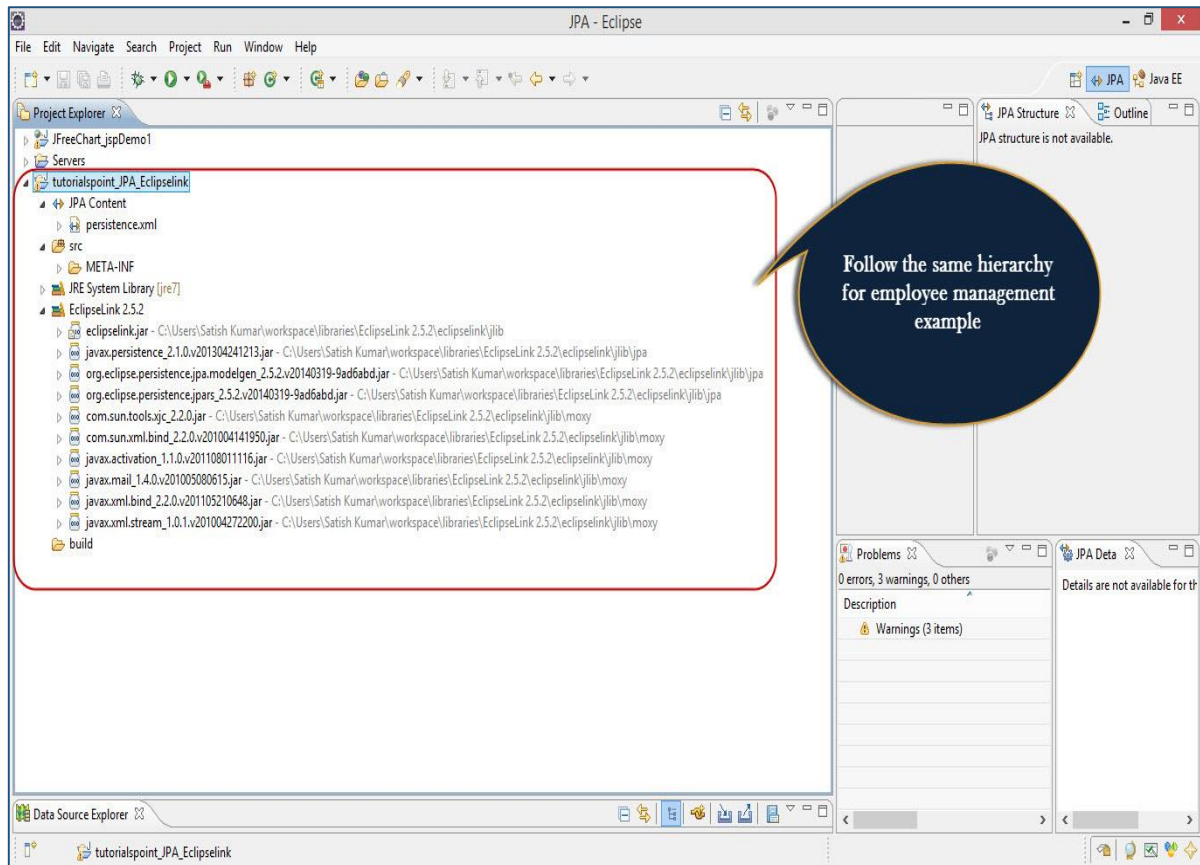 JPA - Eclipse
File Edit Navigate Search Project Run Window Help
JPA Java EE
Project Explorer
JPA Structure Outline
JFreeChart_jspDemo1
JPA structure is not available.
Servers
tutorialspoint_JPA_Eclipselink
JPA Content
persistence.xml
src
META-INF
JRE System Library [jre7]
EclipseLink 2.5.2
eclipselink.jar - C:\Users\Satish Kumar\workspace\libraries\EclipseLink 2.5.2\eclipselink\jlib
javax.persistence_2.1.0.v201304241213.jar - C:\Users\Satish Kumar\workspace\libraries\EclipseLink 2.5.2\eclipselink\jlib\jpa
org.eclipse.persistence.jpa.modelgen_2.5.2.v20140319-9ad6abd.jar - C:\Users\Satish Kumar\workspace\libraries\EclipseLink 2.5.2\eclipselink\jlib\jpa
org.eclipse.persistence.jpars_2.5.2.v20140319-9ad6abd.jar - C:\Users\Satish Kumar\workspace\libraries\EclipseLink 2.5.2\eclipselink\jlib\jpa
com.sun.tools.xjc_2.2.0.jar - C:\Users\Satish Kumar\workspace\libraries\EclipseLink 2.5.2\eclipselink\jlib\moxy
com.sun.xml.bind_2.2.0.v201004141950.jar - C:\Users\Satish Kumar\workspace\libraries\EclipseLink 2.5.2\eclipselink\jlib\moxy
javax.activation_1.1.0.v201108011116.jar - C:\Users\Satish Kumar\workspace\libraries\EclipseLink 2.5.2\eclipselink\jlib\moxy
javax.mail_1.4.0.v201005080615.jar - C:\Users\Satish Kumar\workspace\libraries\EclipseLink 2.5.2\eclipselink\jlib\moxy
javax.xml.bind_2.2.0.v201105210648.jar - C:\Users\Satish Kumar\workspace\libraries\EclipseLink 2.5.2\eclipselink\jlib\moxy
javax.xml.stream_1.0.1.v201004272200.jar - C:\Users\Satish Kumar\workspace\libraries\EclipseLink 2.5.2\eclipselink\jlib\moxy
build
Follow the same hierarchy
for employee management
example
Problems
0 errors, 3 warnings, 0 others
Description
Warnings (3 items)
JPA Deta
Details are not available for th
Data Source Explorer
tutorialspoint_JPA_Eclipselink